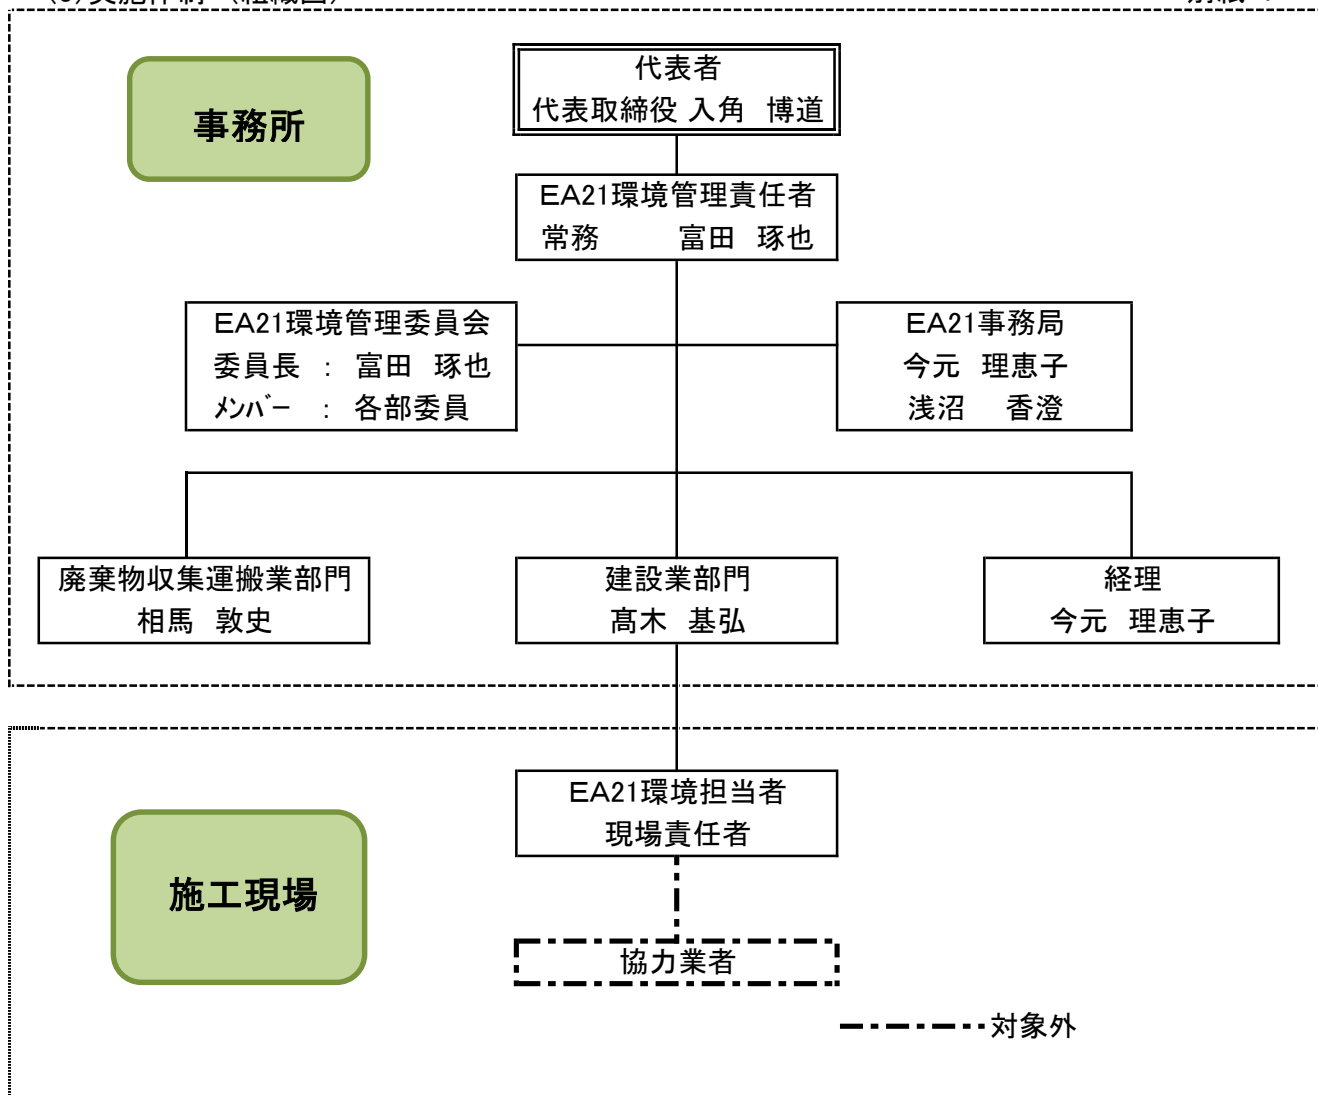 代表者
代表取締役 入角 博道
事務所
EA21環境管理責任者
常務 富田 琢也
EA21環境管理委員会
委員長 : 富田 琢也
ﾒﾝﾊﾞｰ : 各部委員
EA21事務局
今元 理恵子
浅沼 香澄
廃棄物収集運搬業部門
相馬 敦史
建設業部門
髙木 基弘
経理
今元 理恵子
EA21環境担当者
現場責任者
施工現場
協力業者
対象外